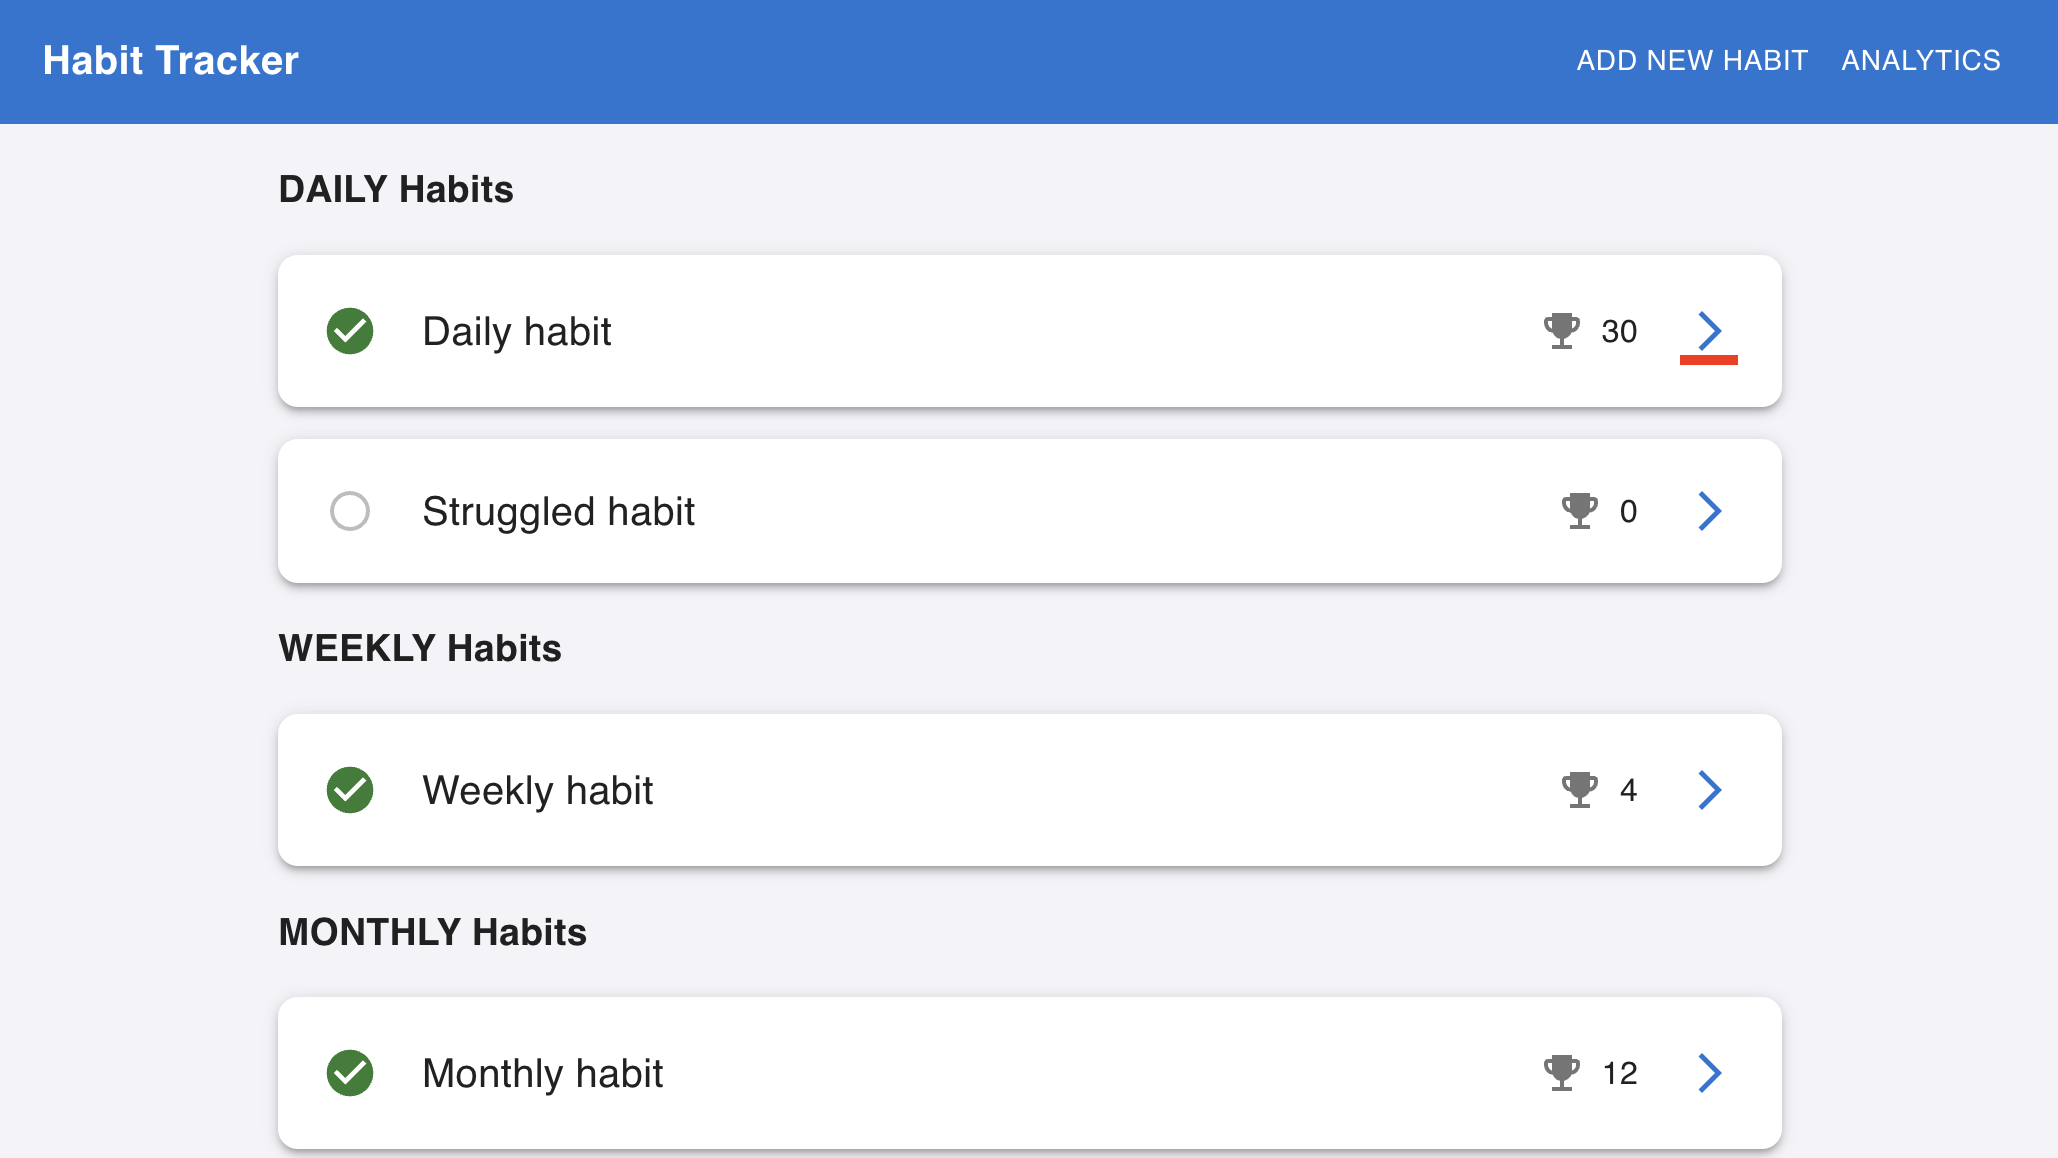 Habit Tracker ADD NEW HABIT ANALYTICS
DAILY Habits
Daily habit 30
Struggled habit 0
WEEKLY Habits
Weekly habit 4
MONTHLY Habits
Monthly habit 12